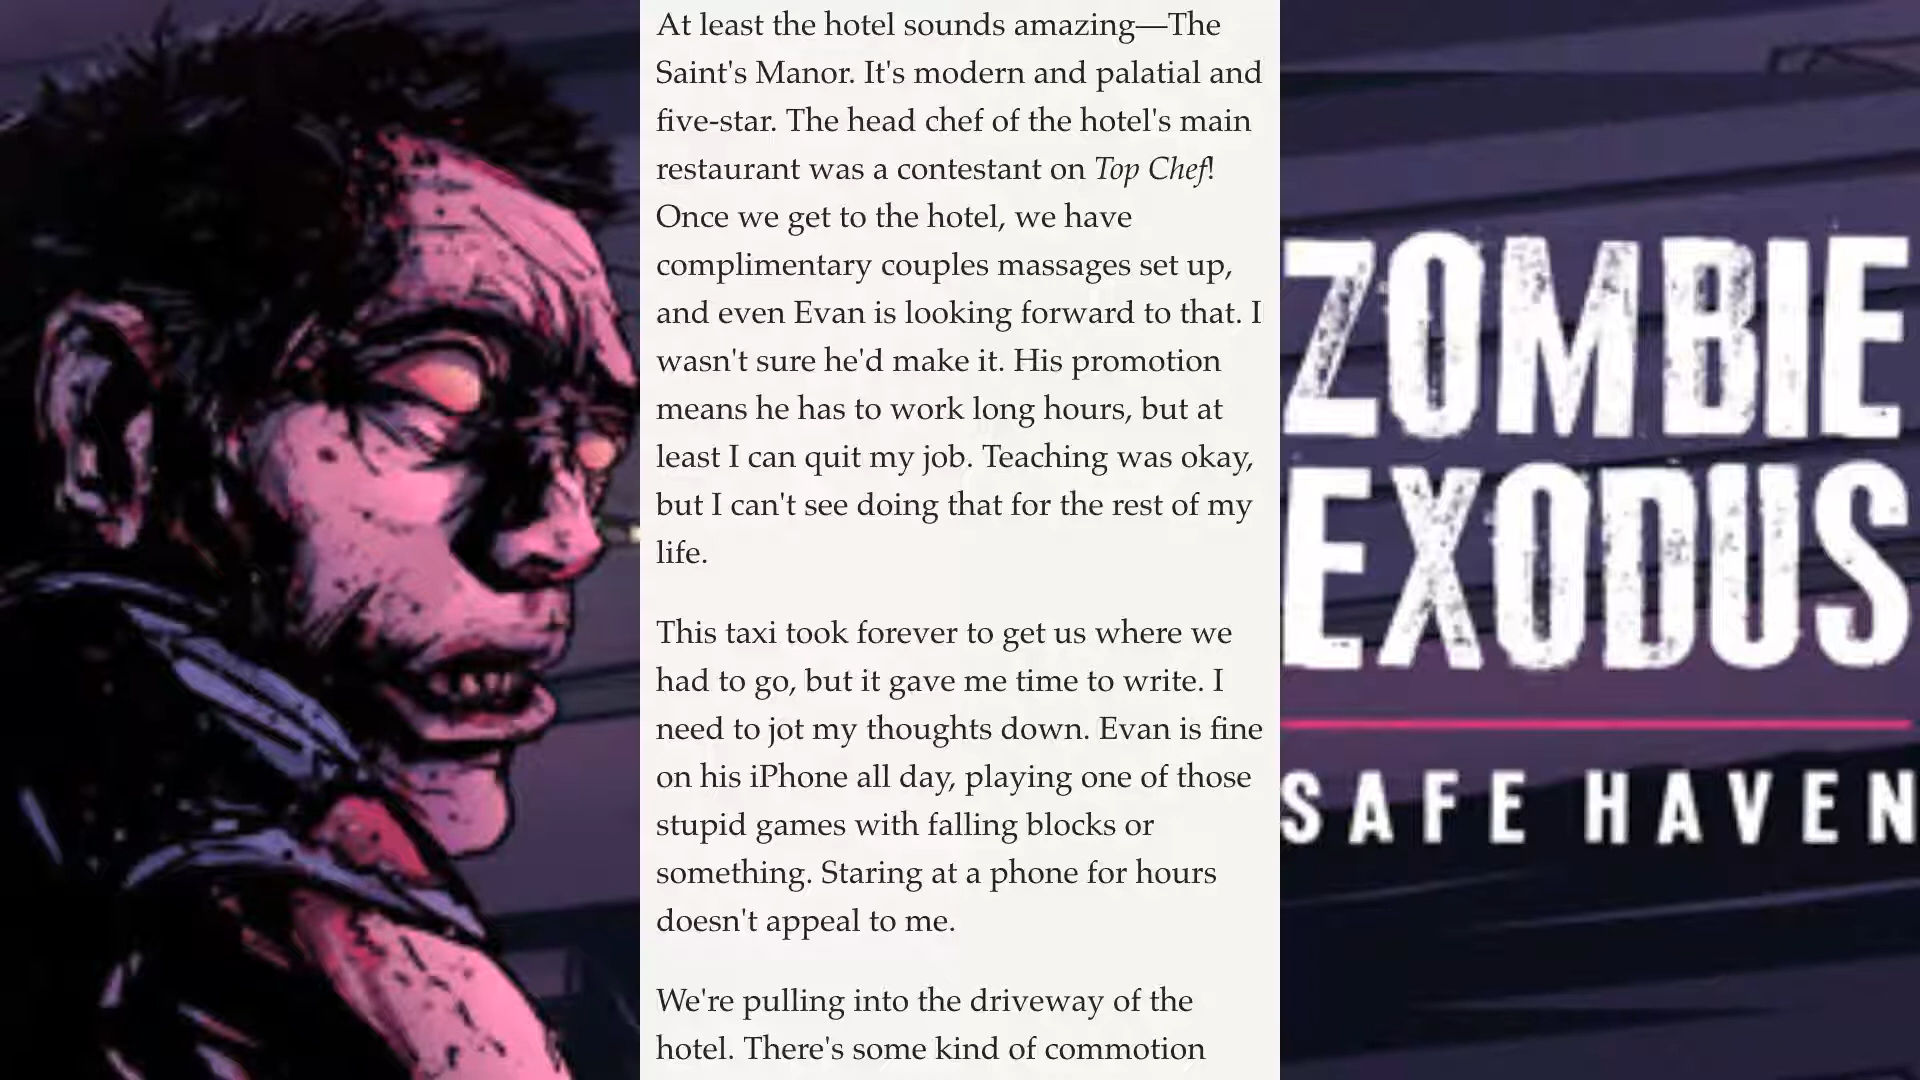 At least the hotel sounds amazing—The
Saint's Manor. It's modern and palatial and
five-star. The head chef of the hotel's main
restaurant was a contestant on Top Chef!
Once we get to the hotel, we have
complimentary couples massages set up,
and even Evan is looking forward to that. I
wasn't sure he'd make it. His promotion
means he has to work long hours, but at
least I can quit my job. Teaching was okay,
but I can't see doing that for the rest of my
life.
This taxi took forever to get us where we
had to go, but it gave me time to write. I
need to jot my thoughts down. Evan is fine
on his iPhone all day, playing one of those
stupid games with falling blocks or
something. Staring at a phone for hours
doesn't appeal to me.
We're pulling into the driveway of the
hotel. There's some kind of commotion
ZOMBIE
EXODUS
SAFE HAVEN